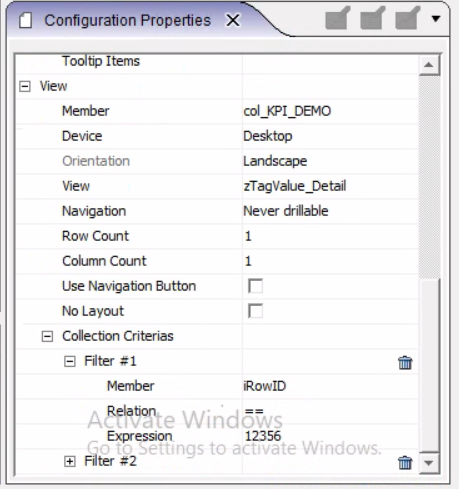 Configuration Properties X
Tooltip Items
View
Member col_KPI_DEMO
Device Desktop
Orientation Landscape
View zTagValue_Detail
Navigation Never drillable
Row Count 1
Column Count 1
Use Navigation Button
No Layout
Collection Criterias
Filter #1
Member iRowID
Relation ==
Activate Windows
Expression 12356
Go to Settings to activate Windows.
Filter #2